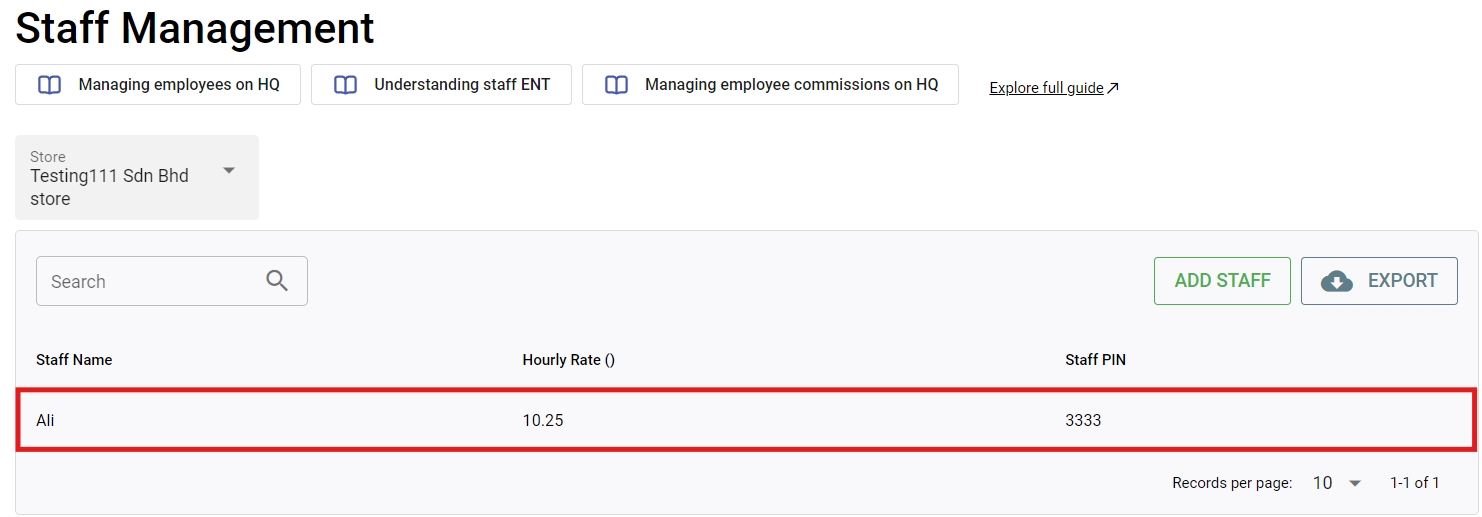 Staff Management
Managing employees on HQ Understanding staff ENT Managing employee commissions on HQ Explore full guide
Store
Testing111 Sdn Bhd
store
Search ADD STAFF EXPORT
Staff Name Hourly Rate () Staff PIN
Ali 10.25 3333
Records per page: 10 1-1 of 1